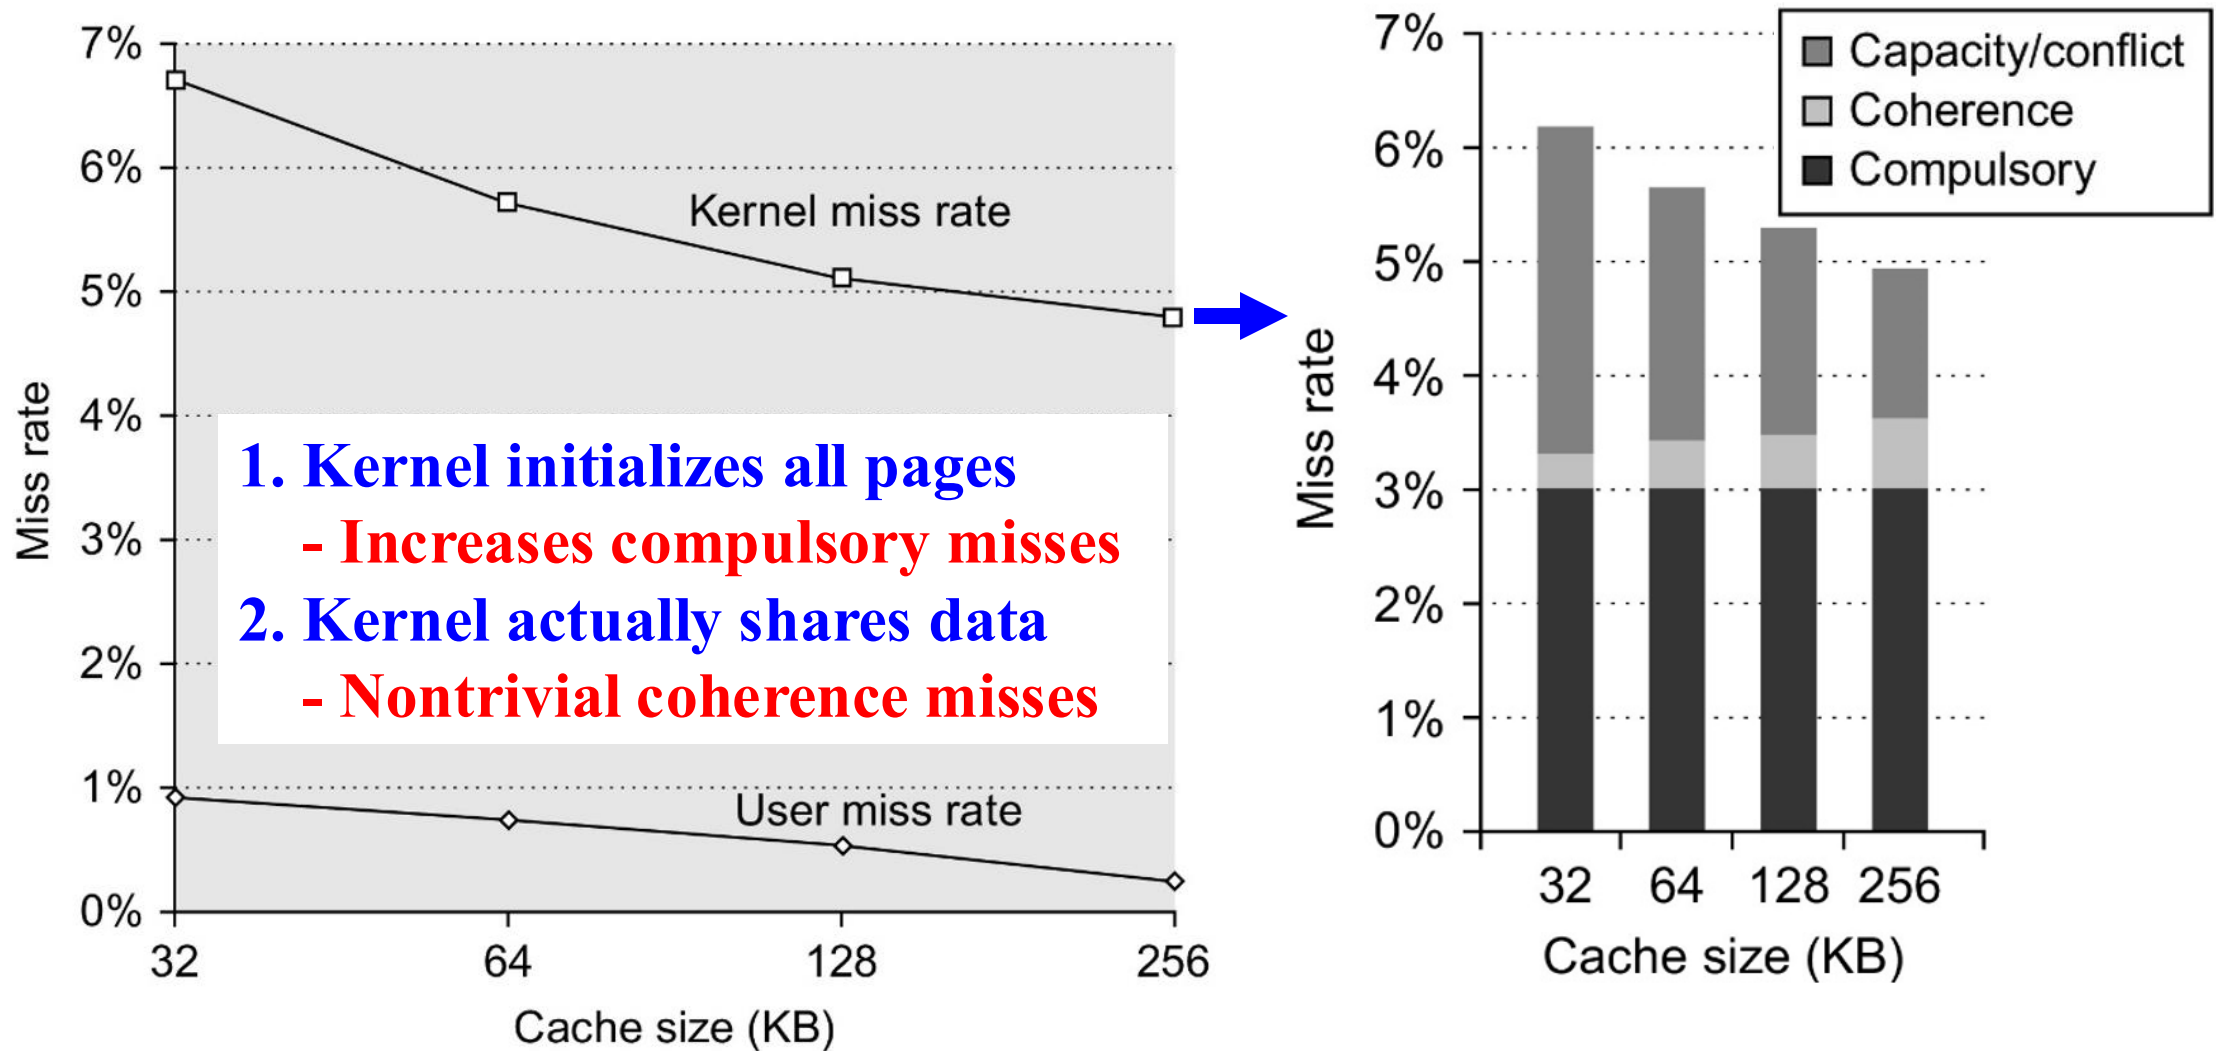 7%
6%
5%
4%
3%
2%
1%
0%
Miss rate
Kernel miss rate
1. Kernel initializes all pages
- Increases compulsory misses
2. Kernel actually shares data
- Nontrivial coherence misses
User miss rate
32 64 128 256
Cache size (KB)
7%
6%
5%
4%
3%
2%
1%
0%
Miss rate
Capacity/conflict
Coherence
Compulsory
32 64 128 256
Cache size (KB)